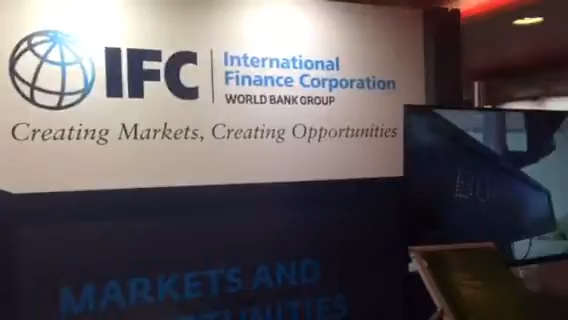 IFC
International
Finance Corporation
WORLD BANK GROUP
Creating Markets, Creating Opportunities
MARKETS AND